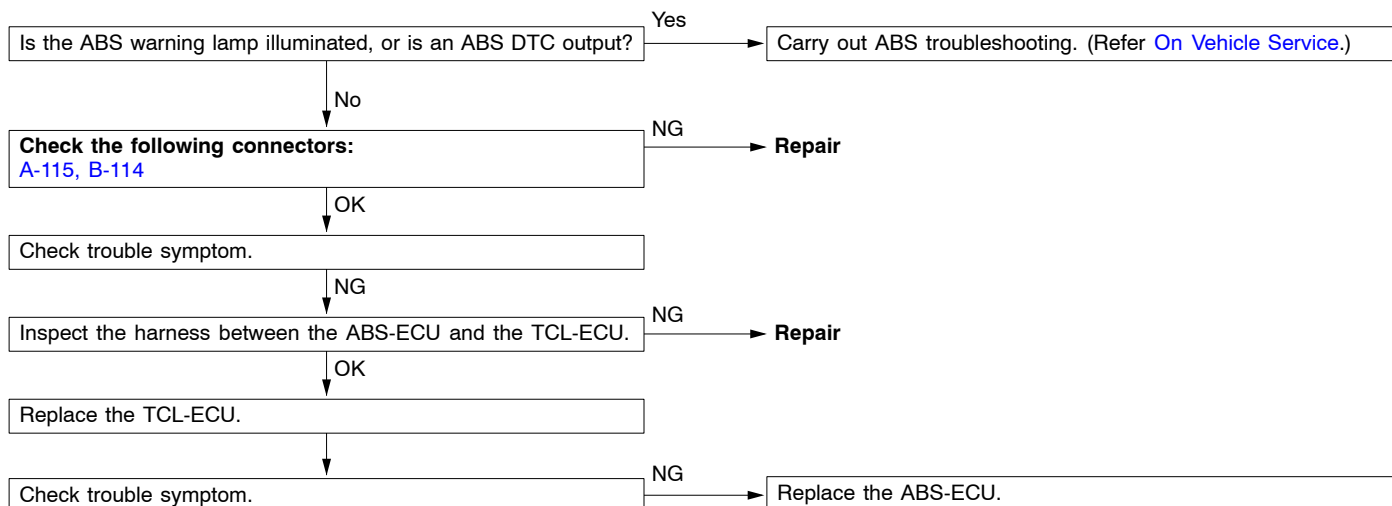 Yes
Is the ABS warning lamp illuminated, or is an ABS DTC output?
Carry out ABS troubleshooting. (Refer On Vehicle Service.)
No
Check the following connectors:
A-115, B-114
NG
Repair
OK
Check trouble symptom.
NG
Inspect the harness between the ABS-ECU and the TCL-ECU.
NG
Repair
OK
Replace the TCL-ECU.
Check trouble symptom.
NG
Replace the ABS-ECU.